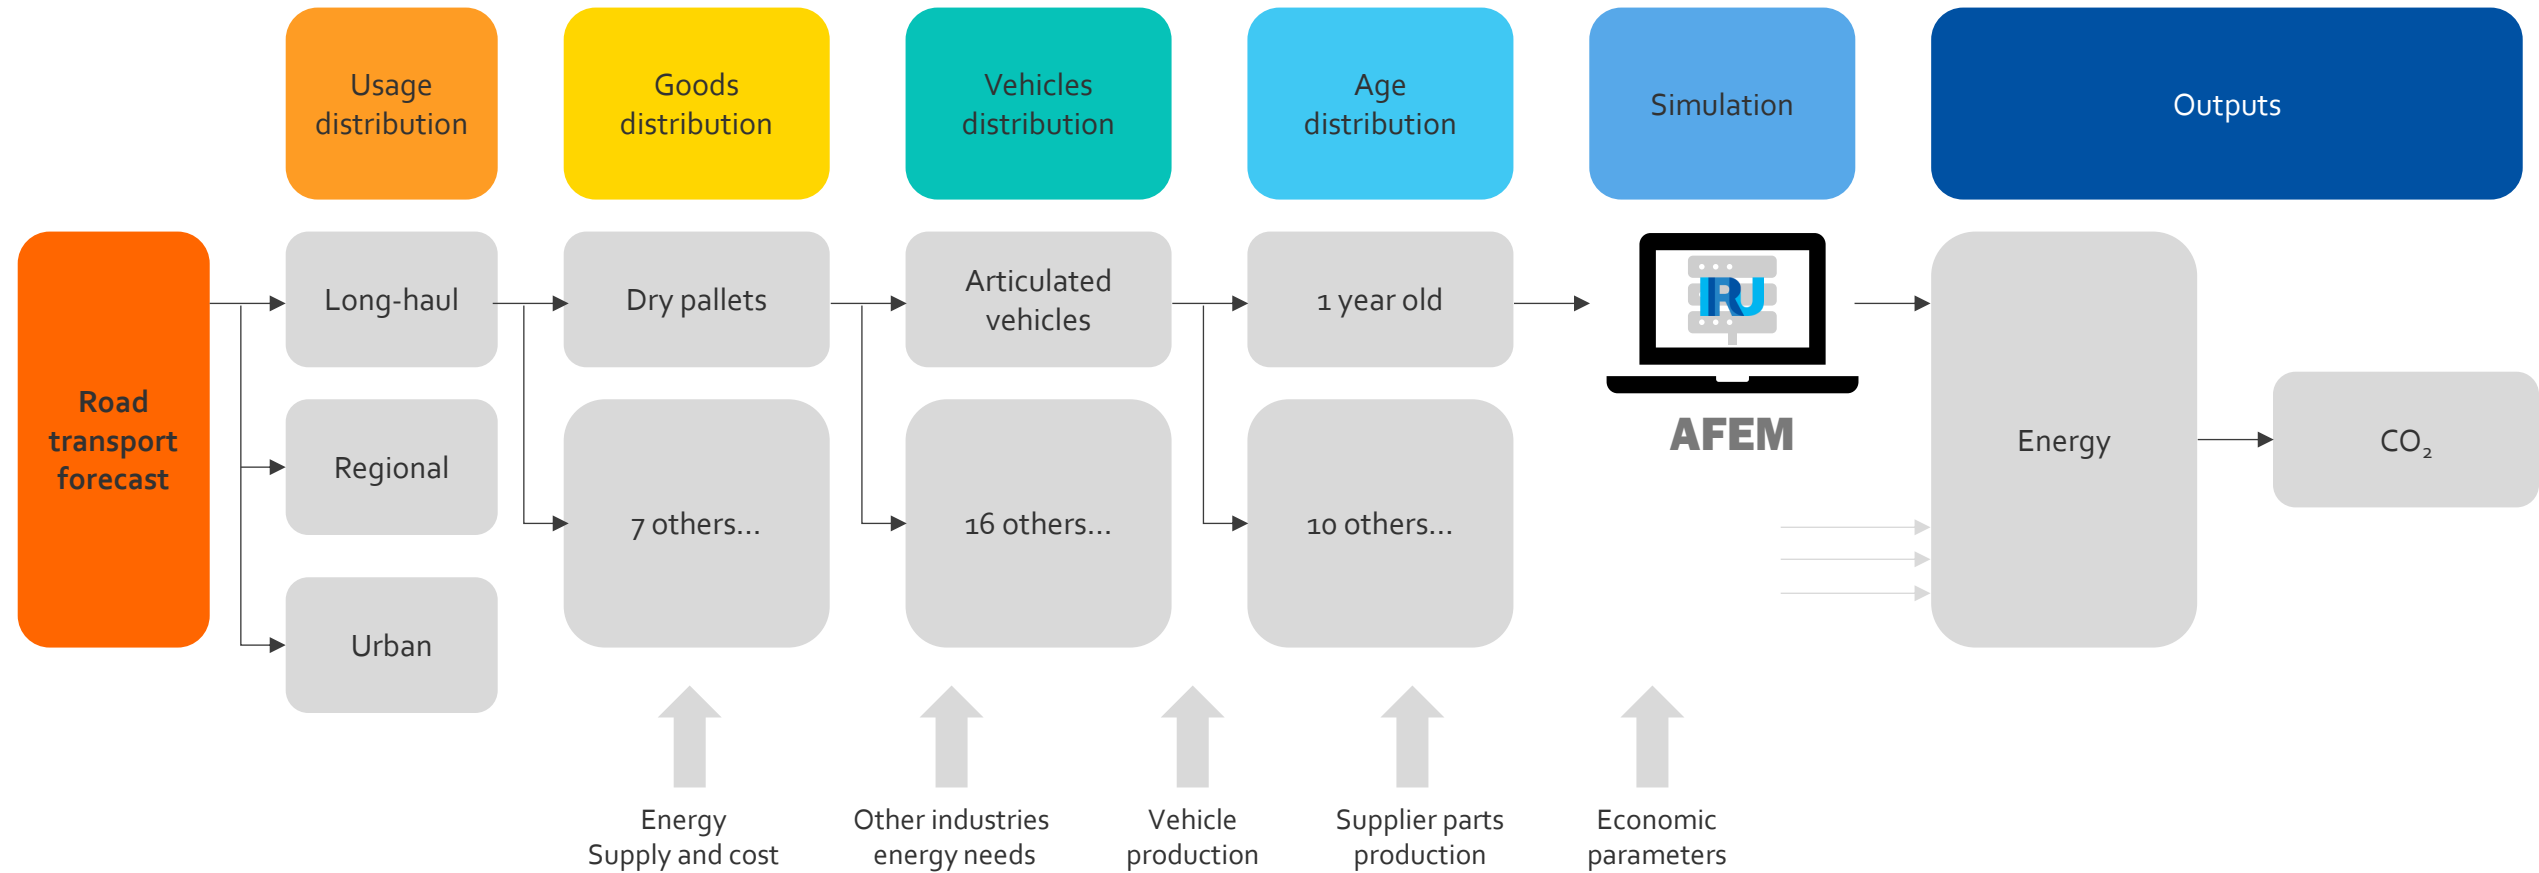 Usage
distribution
Goods
distribution
Vehicles
distribution
Age
distribution
Simulation
Outputs
Road
transport
forecast
Long-haul
Regional
Urban
Dry pallets
7 others...
Articulated
vehicles
16 others...
1 year old
10 others...
IRU
AFEM
Energy
CO₂
Energy
Supply and cost
Other industries
energy needs
Vehicle
production
Supplier parts
production
Economic
parameters